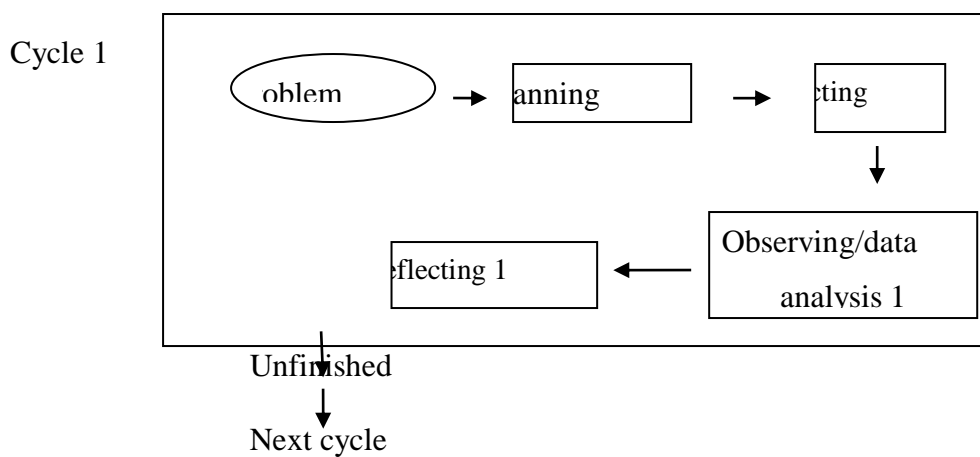 Cycle 1
oblem
anning
cting
Observing/data
analysis 1
eflecting 1
Unfinished
Next cycle